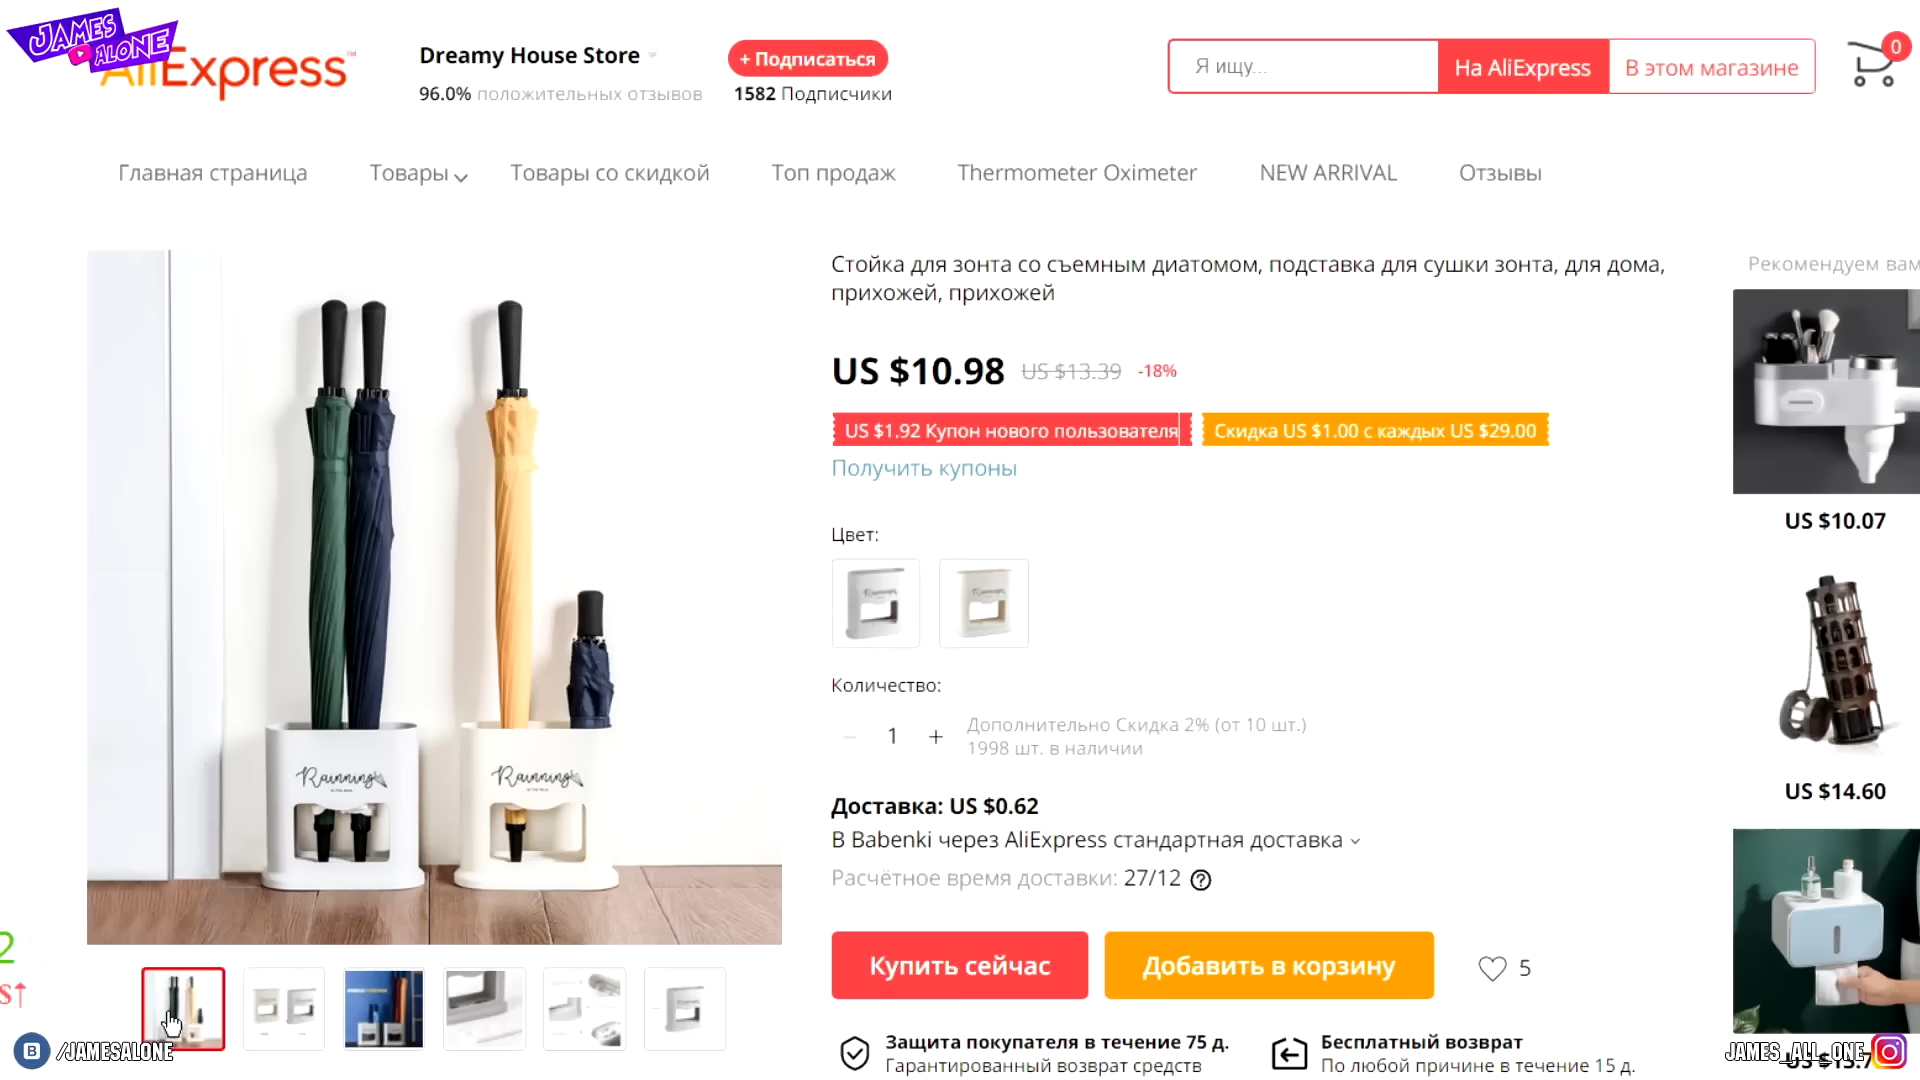 JAMES ALONE
AliExpress™
Dreamy House Store
+ Подписаться
96.0% положительных отзывов
1582 Подписчики
Я ищу...
На AliExpress
В этом магазине
0
Главная страница
Товары
Товары со скидкой
Топ продаж
Thermometer Oximeter
NEW ARRIVAL
Отзывы
Стойка для зонта со съемным диатомом, подставка для сушки зонта, для дома,
прихожей, прихожей
US $10.98 US $13.39 -18%
US $1.92 Купон нового пользователя
Скидка US $1.00 с каждых US $29.00
Получить купоны
Цвет:
Количество:
1
Дополнительно Скидка 2% (от 10 шт.)
1998 шт. в наличии
Доставка: US $0.62
В Babenki через AliExpress стандартная доставка
Расчётное время доставки: 27/12
Купить сейчас
Добавить в корзину
5
Защита покупателя в течение 75 д.
Гарантированный возврат средств
Бесплатный возврат
По любой причине в течение 15 д.
Рекомендуем вам
US $10.07
US $14.60
Rainning
Rainning
2
S↑
B /JAMESALONE
JAMES_ALL_ONE